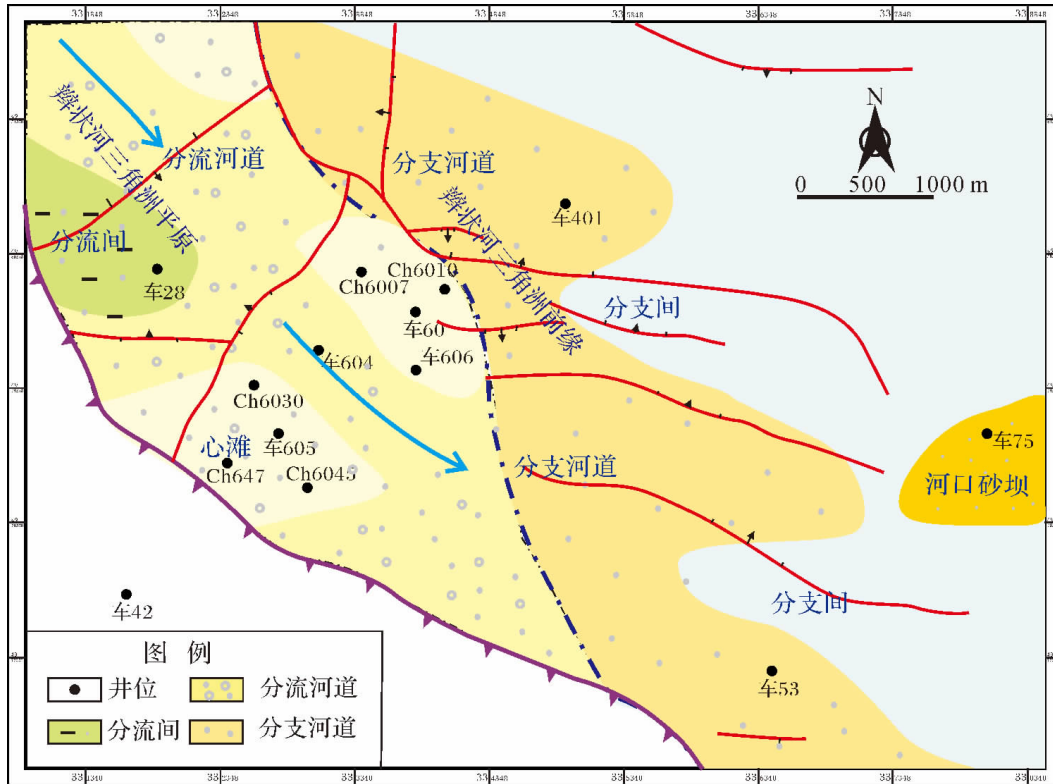 辫状河三角洲平原
分流河道
分支河道
N
0 500 1000 m
车401
辫状河三角洲前缘
分流间
车28
Ch6010
Ch6007
车60
分支间
车606
车604
Ch6030
车605
心滩
Ch647
Ch6045
分支河道
车75
河口砂坝
车42
分支间
车53
图 例
井位
分流河道
分流间
分支河道